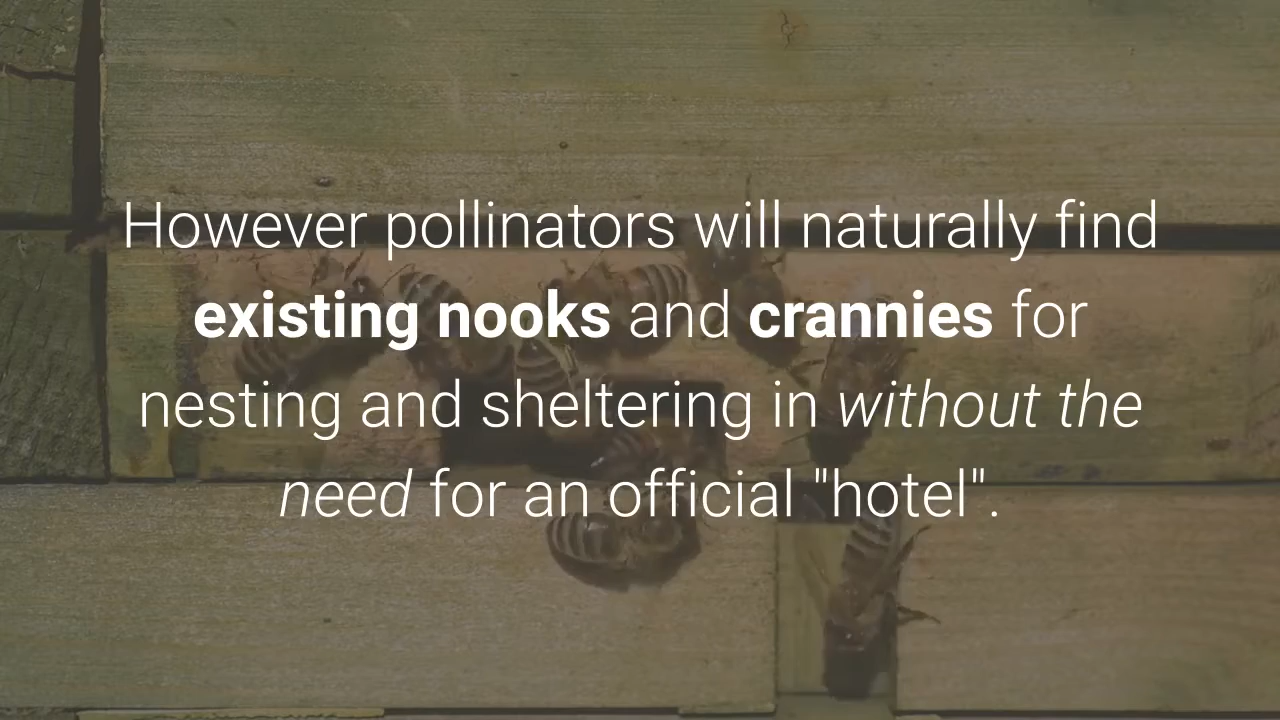 However pollinators will naturally find
existing nooks and crannies for
nesting and sheltering in without the
need for an official "hotel".